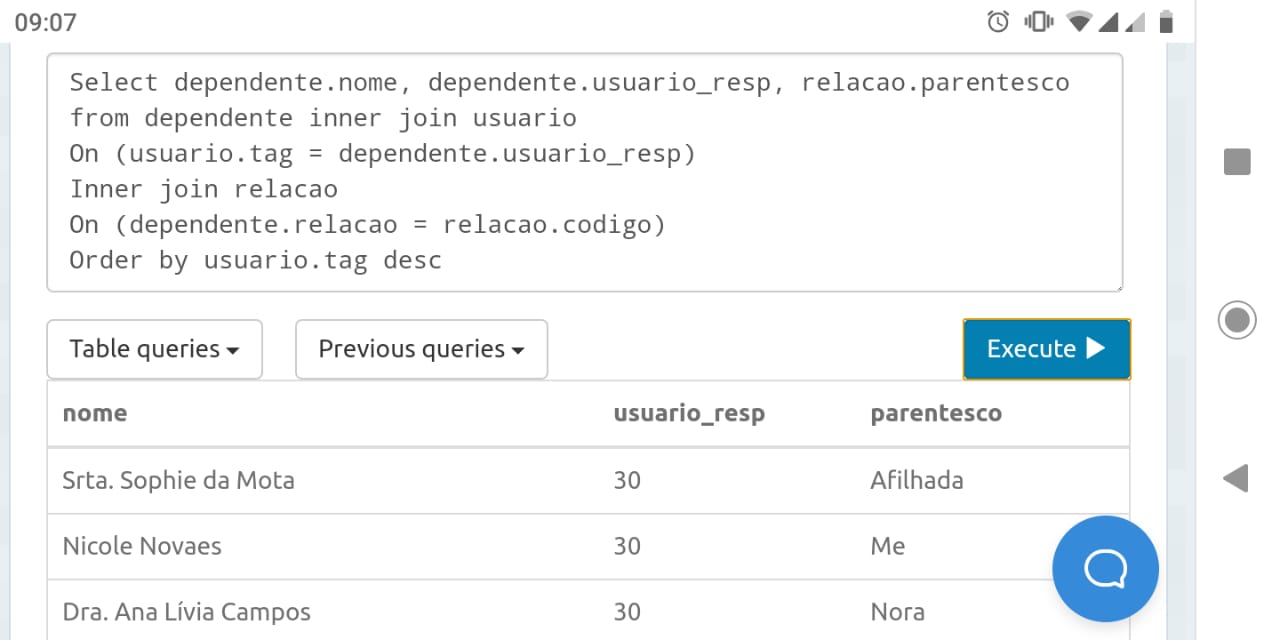 09:07
Select dependente.nome, dependente.usuario_resp, relacao.parentesco
from dependente inner join usuario
On (usuario.tag = dependente.usuario_resp)
Inner join relacao
On (dependente.relacao = relacao.codigo)
Order by usuario.tag desc
Table queries Previous queries Execute
nome usuario_resp parentesco
Srta. Sophie da Mota 30 Afilhada
Nicole Novaes 30 Me
Dra. Ana Lívia Campos 30 Nora